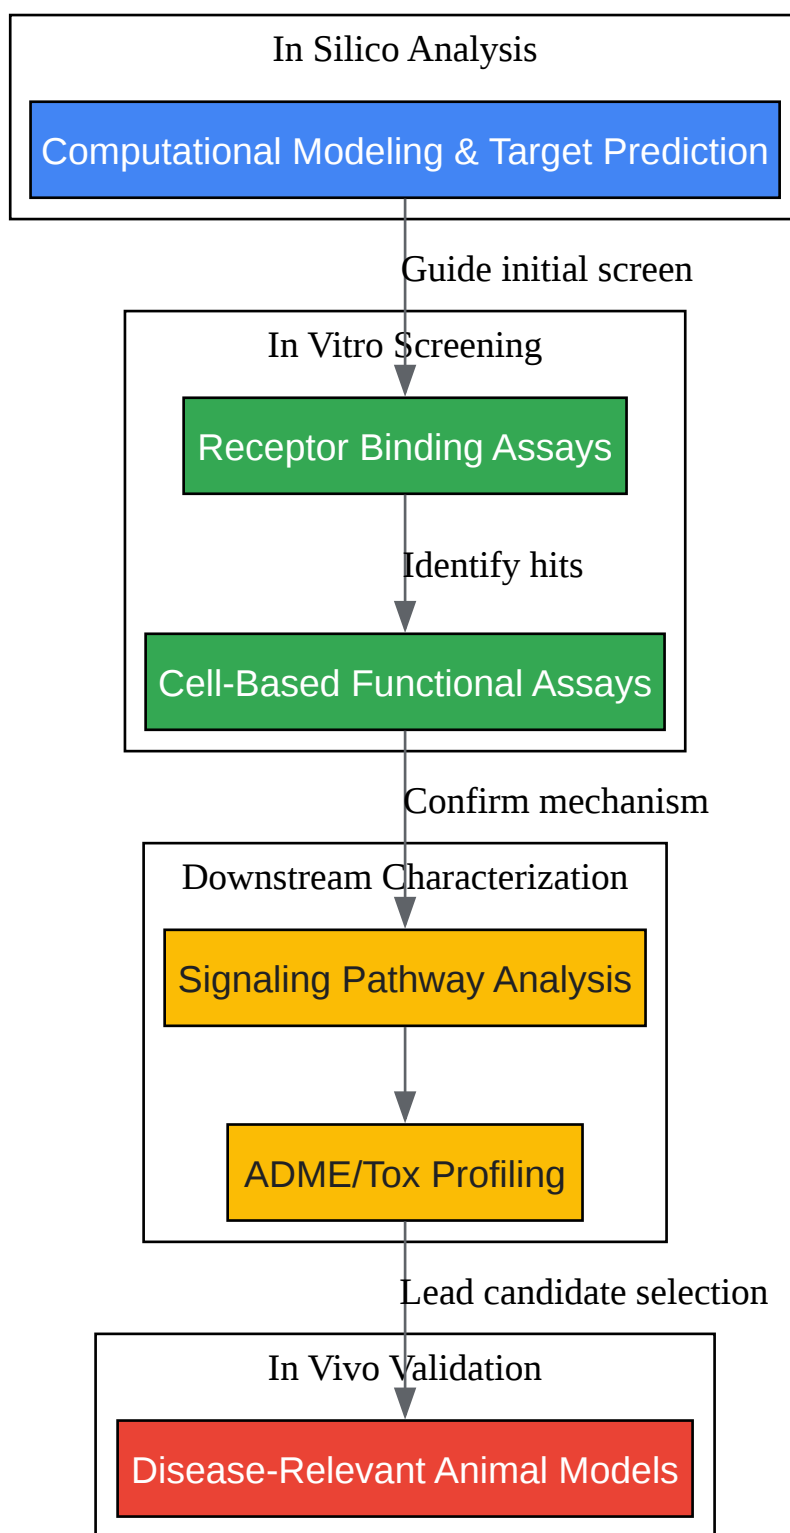 In Silico Analysis
Computational Modeling & Target Prediction
Guide initial screen
In Vitro Screening
Receptor Binding Assays
Identify hits
Cell-Based Functional Assays
Confirm mechanism
Downstream Characterization
Signaling Pathway Analysis
ADME/Tox Profiling
Lead candidate selection
In Vivo Validation
Disease-Relevant Animal Models